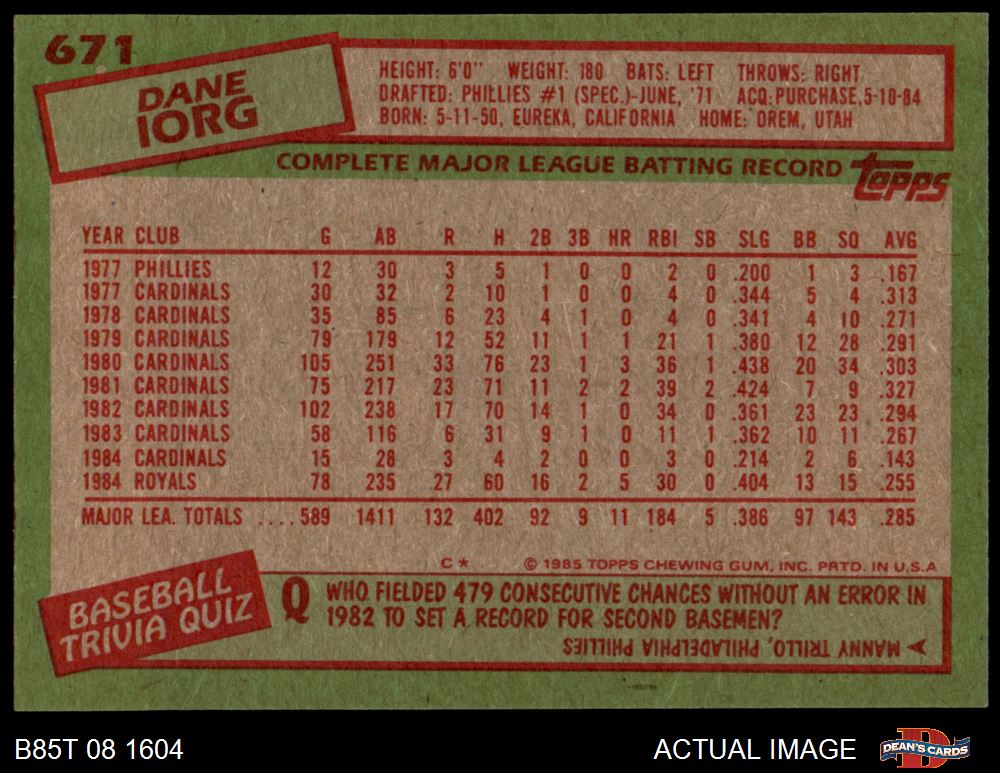 671
DANE
IORG
HEIGHT: 6'0" WEIGHT: 180 BATS: LEFT THROWS: RIGHT
DRAFTED: PHILLIES #1 (SPEC.)-JUNE, '71 ACQ: PURCHASE, 5-10-84
BORN: 5-11-50, EUREKA, CALIFORNIA HOME: OREM, UTAH
COMPLETE MAJOR LEAGUE BATTING RECORD
topps
YEAR CLUB G AB R H 2B 3B HR RBI SB SLG BB SO AVG
1977 PHILLIES 12 30 3 5 1 0 0 2 0 .200 1 3 .167
1977 CARDINALS 30 32 2 10 1 0 0 4 0 .344 5 4 .313
1978 CARDINALS 35 85 6 23 4 1 0 4 0 .341 4 10 .271
1979 CARDINALS 79 179 12 52 11 1 1 21 1 .380 12 28 .291
1980 CARDINALS 105 251 33 76 23 1 3 36 1 .438 20 34 .303
1981 CARDINALS 75 217 23 71 11 2 2 39 2 .424 7 9 .327
1982 CARDINALS 102 238 17 70 14 1 0 34 0 .361 23 23 .294
1983 CARDINALS 58 116 6 31 9 1 0 11 1 .362 10 11 .267
1984 CARDINALS 15 28 3 4 2 0 0 3 0 .214 2 6 .143
1984 ROYALS 78 235 27 60 16 2 5 30 0 .404 13 15 .255
MAJOR LEA. TOTALS .... 589 1411 132 402 92 9 11 184 5 .386 97 143 .285
C* © 1985 TOPPS CHEWING GUM, INC. PRTD. IN U.S.A
BASEBALL
TRIVIA QUIZ
Q WHO FIELDED 479 CONSECUTIVE CHANCES WITHOUT AN ERROR IN
1982 TO SET A RECORD FOR SECOND BASEMEN?
MANNY TRILLO, PHILADELPHIA PHILLIES
B85T 08 1604
ACTUAL IMAGE
DEAN'S CARDS